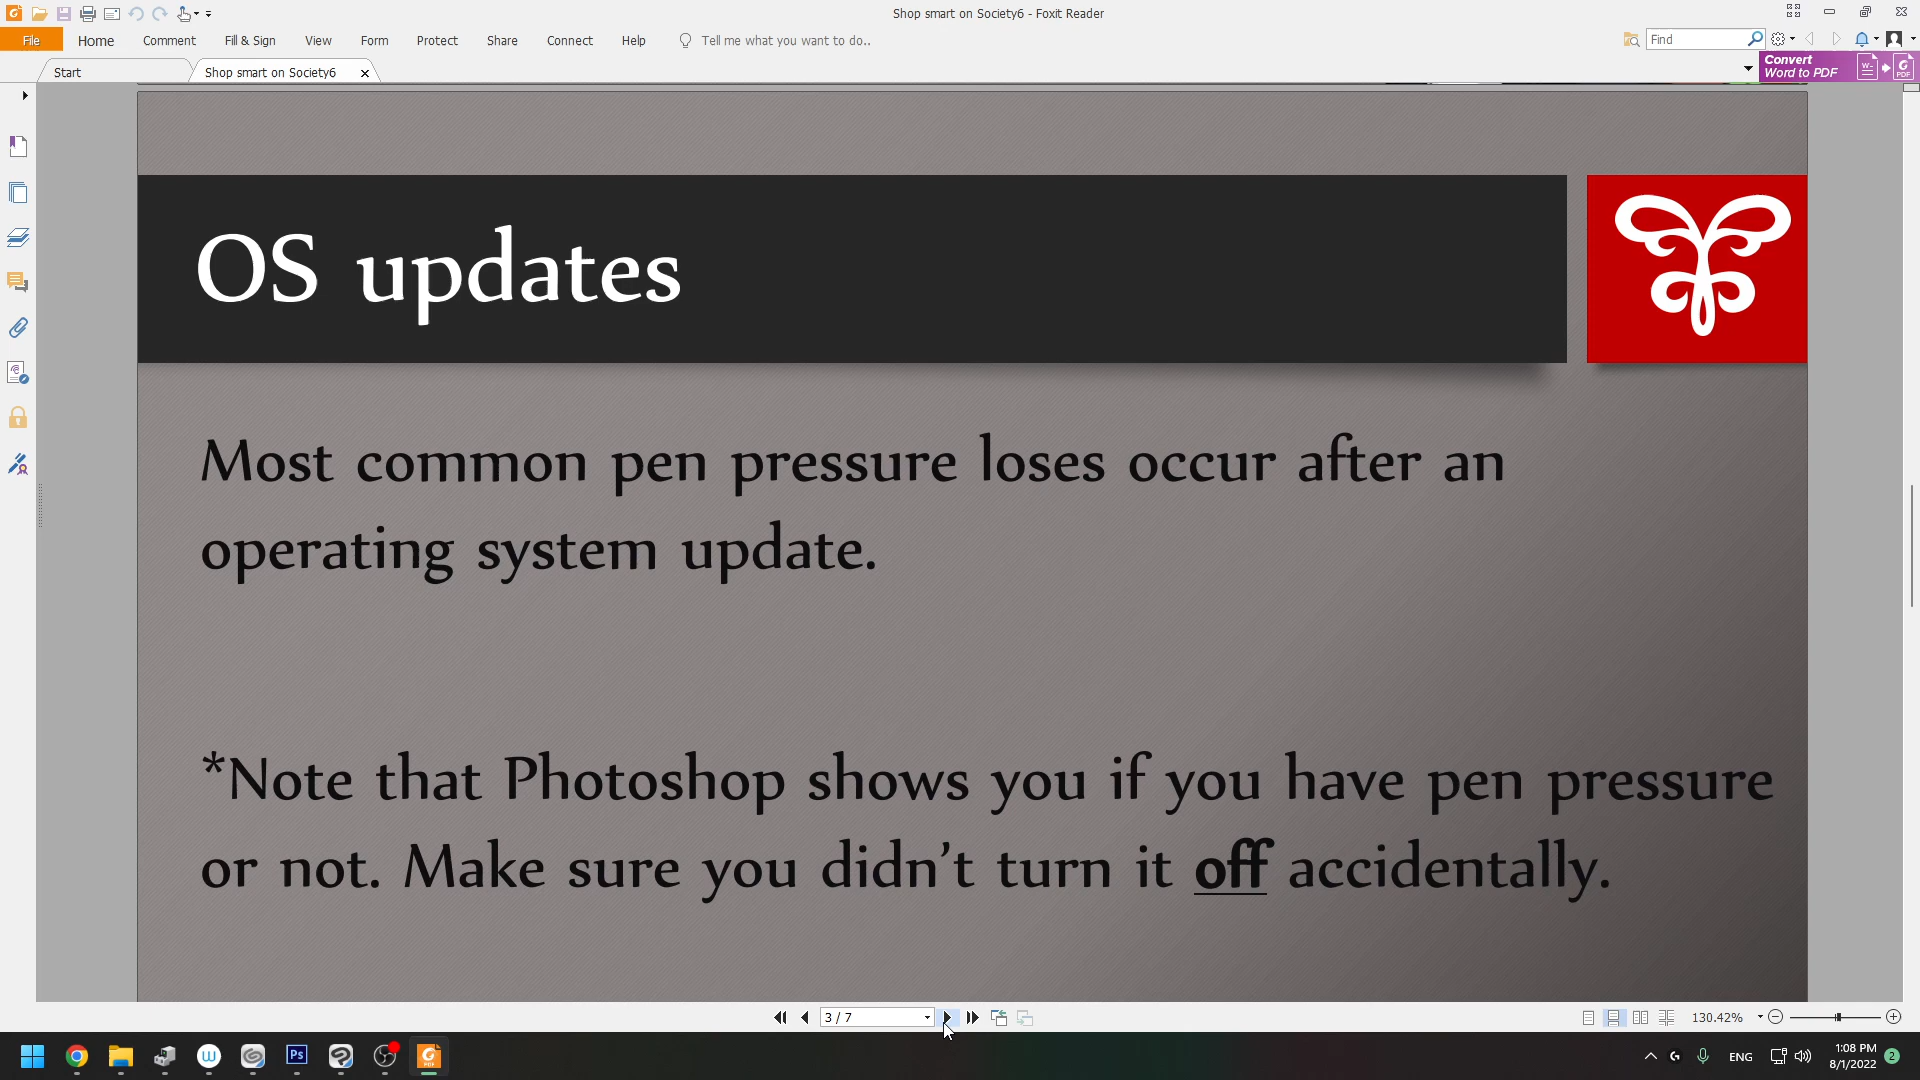 Shop smart on Society6 - Foxit Reader
File Home Comment Fill & Sign View Form Protect Share Connect Help Tell me what you want to do.. Find
Start Shop smart on Society6
Convert
Word to PDF
OS updates
Most common pen pressure loses occur after an
operating system update.
*Note that Photoshop shows you if you have pen pressure
or not. Make sure you didn't turn it off accidentally.
3 / 7 130.42%
Ps PDF ENG 1:08 PM
8/1/2022 2